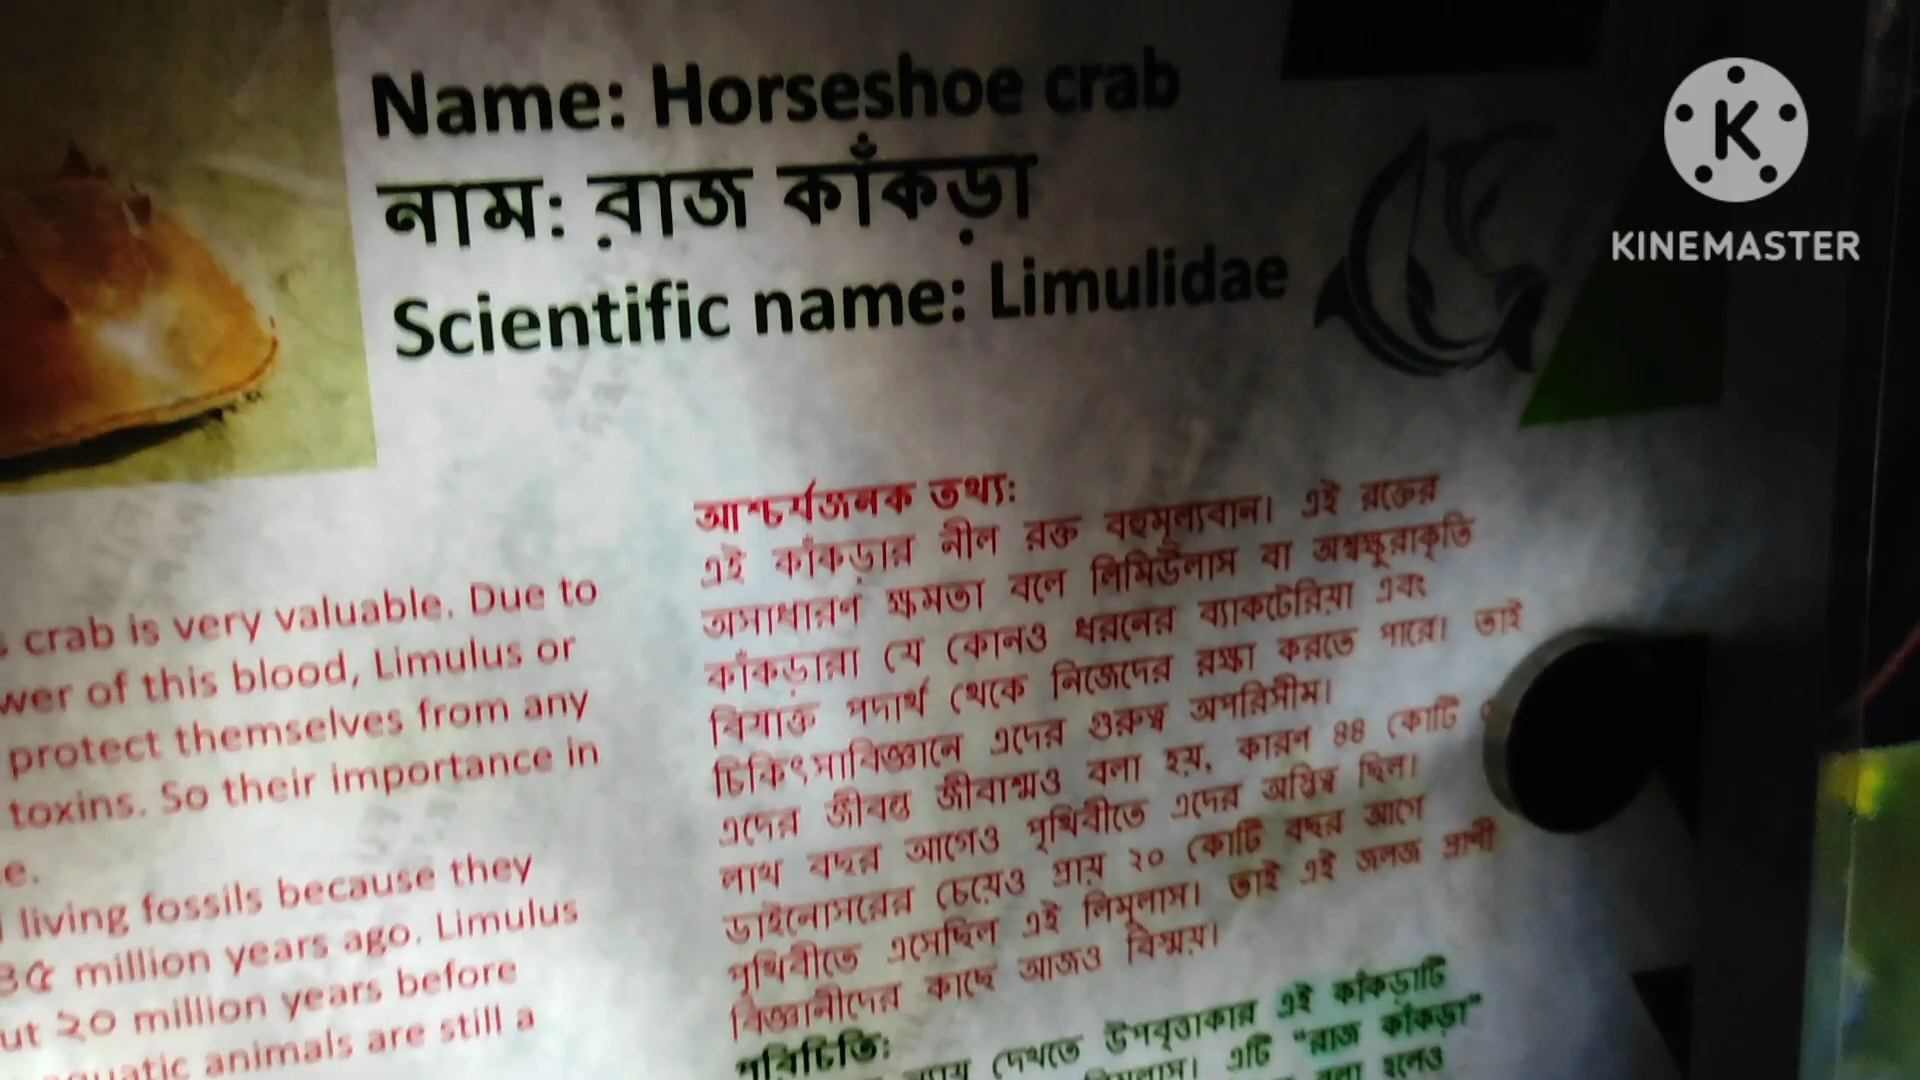 Name: Horseshoe crab
নাম: রাজ কাঁকড়া
Scientific name: Limulidae
KINEMASTER
crab is very valuable. Due to
of this blood, Limulus or
protect themselves from any
toxins. So their importance in
living fossils because they
million years ago. Limulus
২০ million years before
animals are still a
আশ্চর্যজনক তথ্য:
এই কাঁকড়ার নীল রক্ত বহুমূল্যবান। এই রক্তের
অসাধারণ ক্ষমতা বলে লিমিউলাস বা অশ্বক্ষুরাকৃতি
কাঁকড়ারা যে কোনও ধরনের ব্যাকটেরিয়া এবং
বিষাক্ত পদার্থ থেকে নিজেদের রক্ষা করতে পারে। তাই
চিকিৎসাবিজ্ঞানে এদের গুরুত্ব অপরিসীম।
এদের জীবন্ত জীবাশ্মও বলা হয়, কারণ ৪৪ কোটি
লাখ বছর আগেও পৃথিবীতে এদের অস্তিত্ব ছিল।
ডাইনোসরের চেয়েও প্রায় ২০ কোটি বছর আগে
পৃথিবীতে এসেছিল এই লিমুলাস। তাই এই জলজ প্রাণী
বিজ্ঞানীদের কাছে আজও বিস্ময়।
পরিচিতি:
দেখতে উপবৃত্তাকার এই কাঁকড়াটি
এটি "রাজ কাঁকড়া"
হলেও